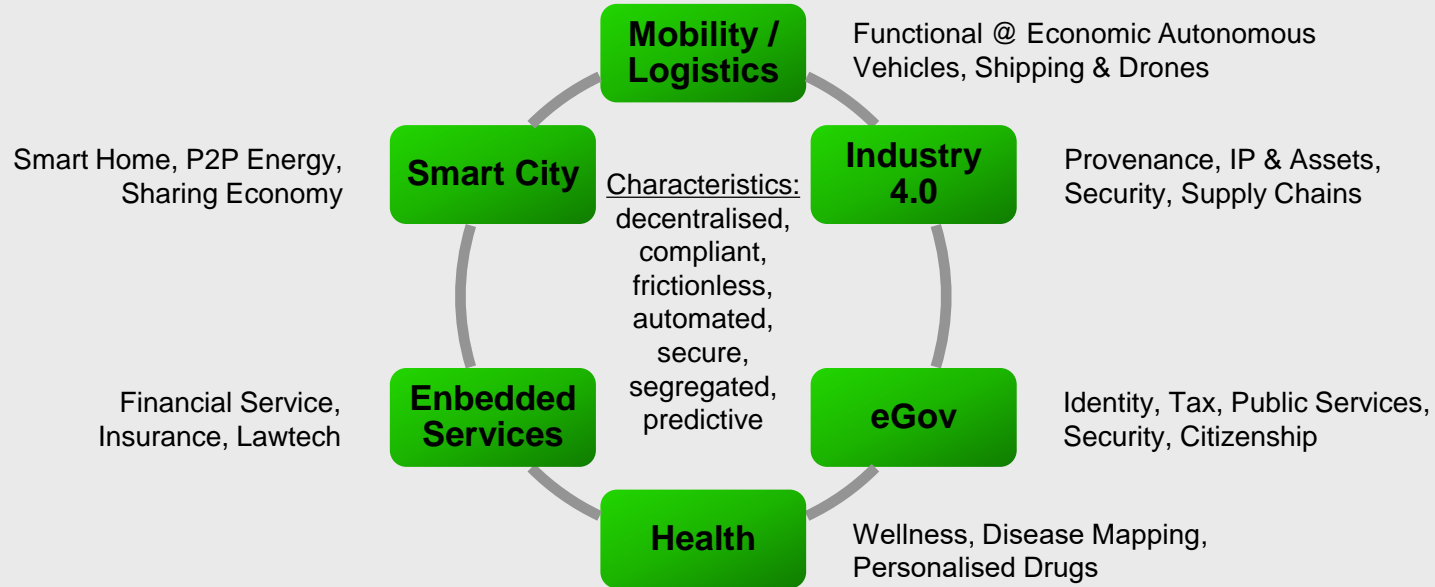 Mobility /
Logistics
Functional @ Economic Autonomous
Vehicles, Shipping & Drones
Smart Home, P2P Energy,
Sharing Economy
Smart City
Industry
4.0
Provenance, IP & Assets,
Security, Supply Chains
Characteristics:
decentralised,
compliant,
frictionless,
automated,
secure,
segregated,
predictive
Financial Service,
Insurance, Lawtech
Enbedded
Services
eGov
Identity, Tax, Public Services,
Security, Citizenship
Health
Wellness, Disease Mapping,
Personalised Drugs